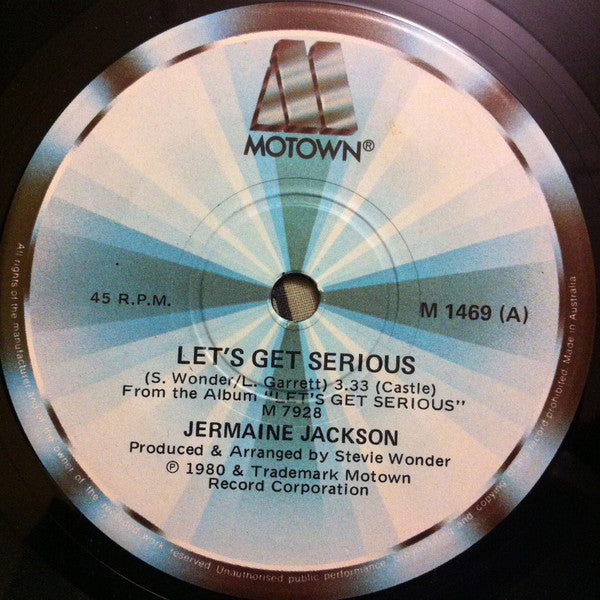 MOTOWN®
45 R.P.M.
M 1469 (A)
LET'S GET SERIOUS
(S. Wonder/L. Garrett) 3.33 (Castle)
From the Album "LET'S GET SERIOUS"
M 7928
JERMAINE JACKSON
Produced & Arranged by Stevie Wonder
℗ 1980 & Trademark Motown
Record Corporation
All rights of the manufacturer and of the owner of the recorded work reserved Unauthorised public performance and copying record prohibited. Made in Australia